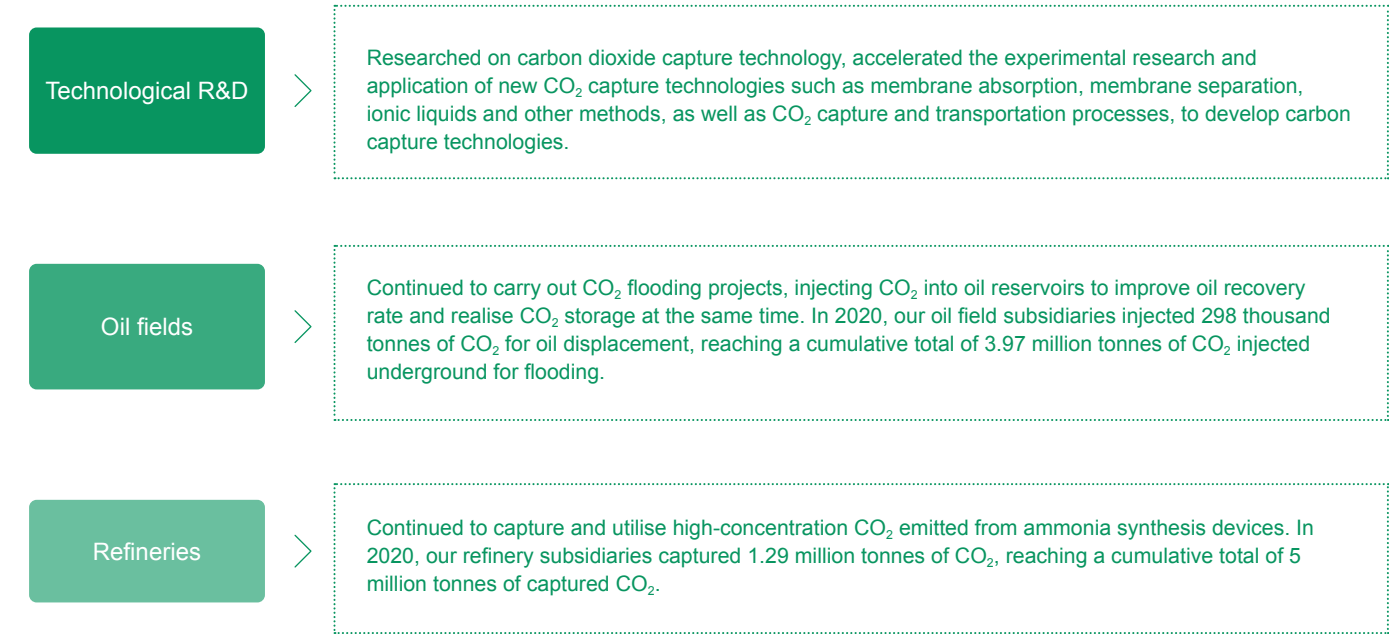 Technological R&D
Researched on carbon dioxide capture technology, accelerated the experimental research and
application of new CO₂ capture technologies such as membrane absorption, membrane separation,
ionic liquids and other methods, as well as CO₂ capture and transportation processes, to develop carbon
capture technologies.
Oil fields
Continued to carry out CO₂ flooding projects, injecting CO₂ into oil reservoirs to improve oil recovery
rate and realise CO₂ storage at the same time. In 2020, our oil field subsidiaries injected 298 thousand
tonnes of CO₂ for oil displacement, reaching a cumulative total of 3.97 million tonnes of CO₂ injected
underground for flooding.
Refineries
Continued to capture and utilise high-concentration CO₂ emitted from ammonia synthesis devices. In
2020, our refinery subsidiaries captured 1.29 million tonnes of CO₂, reaching a cumulative total of 5
million tonnes of captured CO₂.